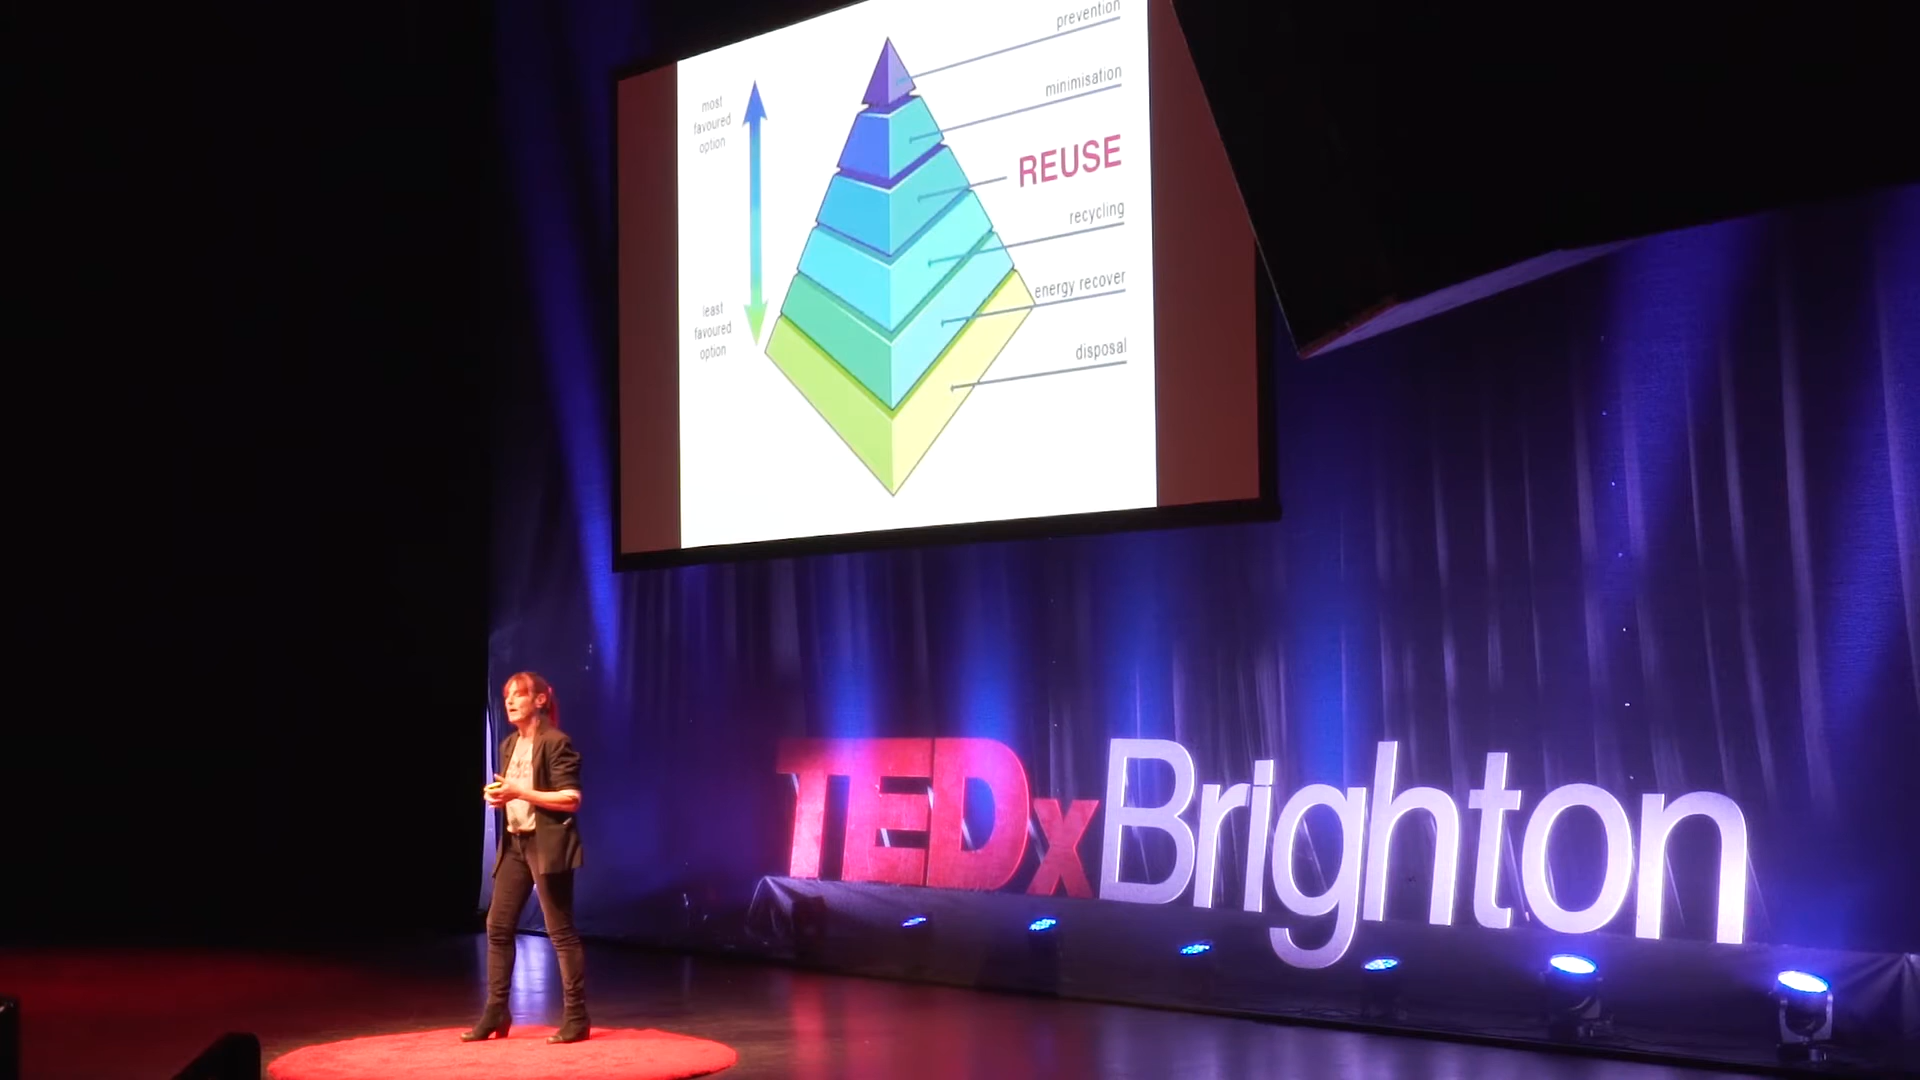 prevention
minimisation
REUSE
recycling
energy recover
disposal
most
favoured
option
least
favoured
option
TEDxBrighton